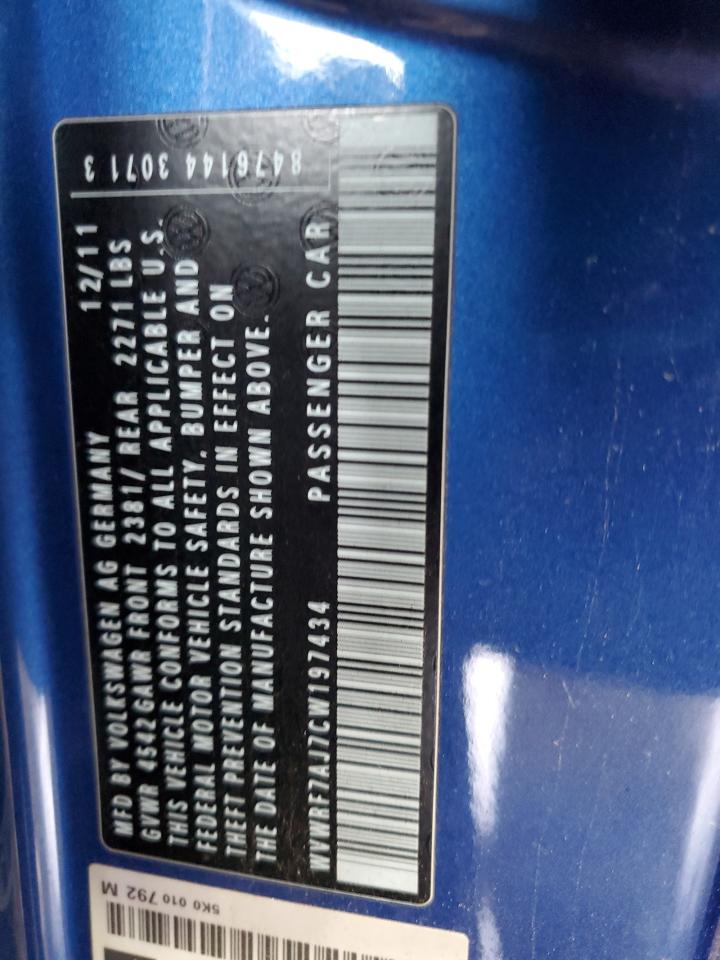 8476144 3071 3
MFD BY VOLKSWAGEN AG GERMANY 12/11
GVWR 4542 GAWR FRONT 2381/ REAR 2271 LBS
THIS VEHICLE CONFORMS TO ALL APPLICABLE U.S.
FEDERAL MOTOR VEHICLE SAFETY, BUMPER AND
THEFT PREVENTION STANDARDS IN EFFECT ON
THE DATE OF MANUFACTURE SHOWN ABOVE.
WVWRF7AJ7CW197434 PASSENGER CAR
5K0 010 792 M